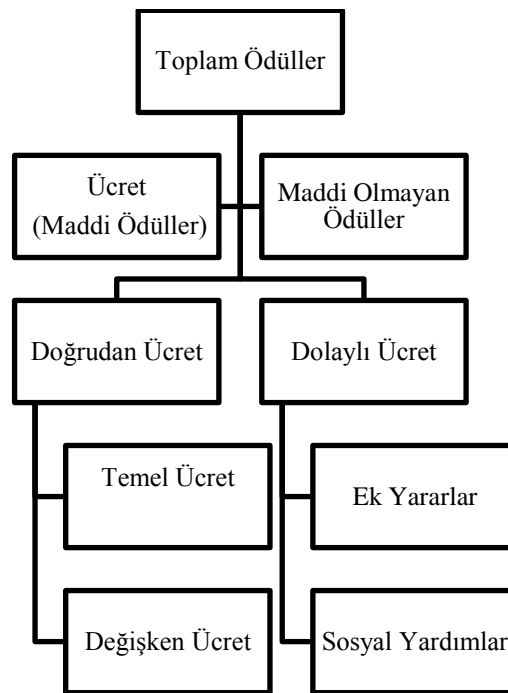 Toplam Ödüller
Ücret
(Maddi Ödüller)
Maddi Olmayan
Ödüller
Doğrudan Ücret
Dolaylı Ücret
Temel Ücret
Ek Yararlar
Değişken Ücret
Sosyal Yardımlar